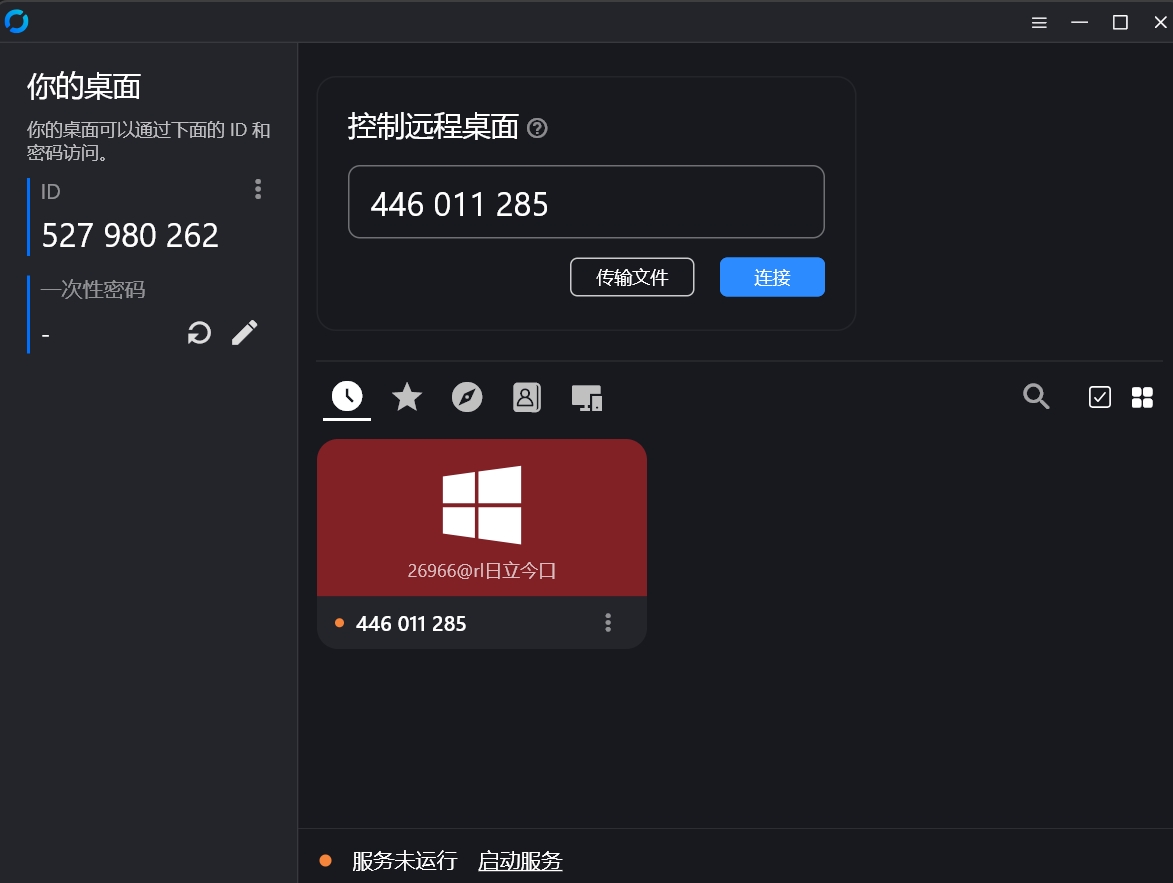 你的桌面
你的桌面可以通过下面的 ID 和
密码访问。
ID
527 980 262
一次性密码
-
控制远程桌面
446 011 285
传输文件
连接
26966@rl日立今口
446 011 285
服务未运行 启动服务